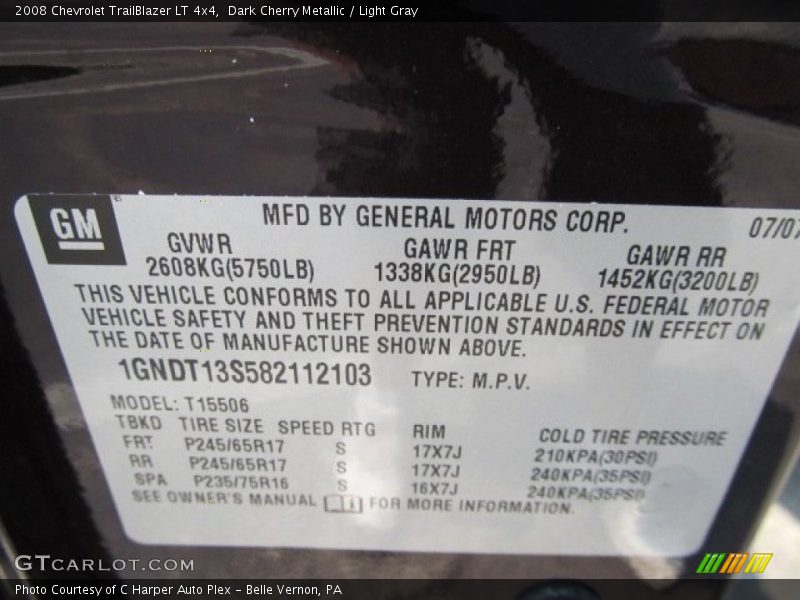 2008 Chevrolet TrailBlazer LT 4x4,  Dark Cherry Metallic / Light Gray
GM
MFD BY GENERAL MOTORS CORP.
07/07
GVWR GAWR FRT GAWR RR
2608KG(5750LB) 1338KG(2950LB) 1452KG(3200LB)
THIS VEHICLE CONFORMS TO ALL APPLICABLE U.S. FEDERAL MOTOR
VEHICLE SAFETY AND THEFT PREVENTION STANDARDS IN EFFECT ON
THE DATE OF MANUFACTURE SHOWN ABOVE.
1GNDT13S582112103 TYPE: M.P.V.
MODEL: T15506
TBKD TIRE SIZE SPEED RTG RIM COLD TIRE PRESSURE
FRT P245/65R17 S 17X7J 210KPA(30PSI)
RR P245/65R17 S 17X7J 240KPA(35PSI)
SPA P235/75R16 S 16X7J 240KPA(35PSI)
SEE OWNER'S MANUAL FOR MORE INFORMATION.
GTCARLOT.COM
Photo Courtesy of C Harper Auto Plex – Belle Vernon, PA